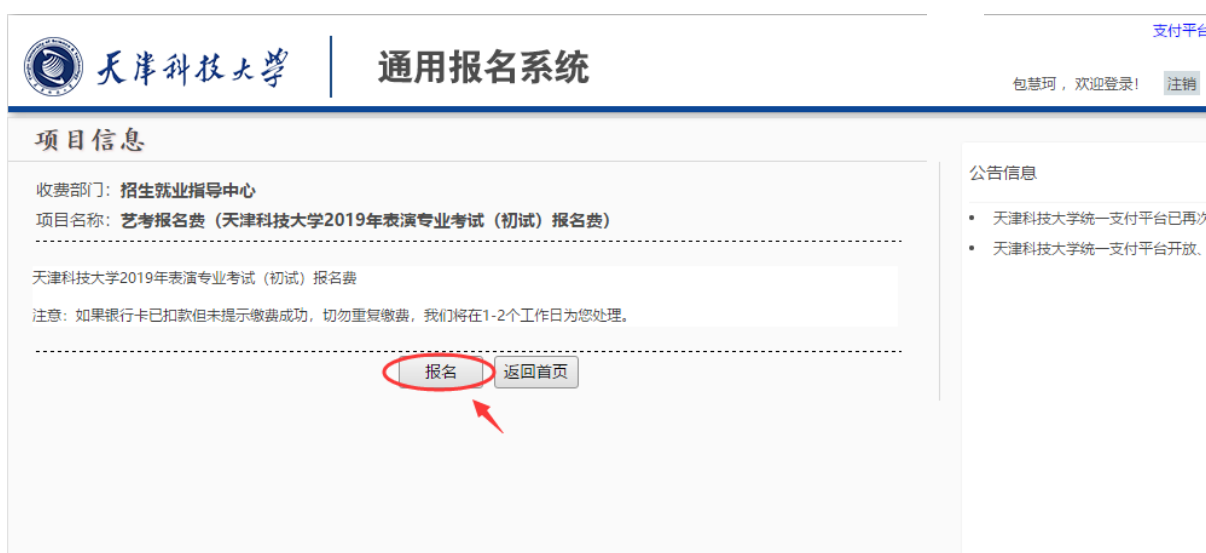 支付平台
天津科技大学
通用报名系统
包慧珂，欢迎登录！ 注销
项目信息
收费部门：招生就业指导中心
项目名称：艺考报名费（天津科技大学2019年表演专业考试（初试）报名费）
天津科技大学2019年表演专业考试（初试）报名费
注意：如果银行卡已扣款但未提示缴费成功，切勿重复缴费，我们将在1-2个工作日为您处理。
报名
返回首页
公告信息
天津科技大学统一支付平台已再次
天津科技大学统一支付平台开放、